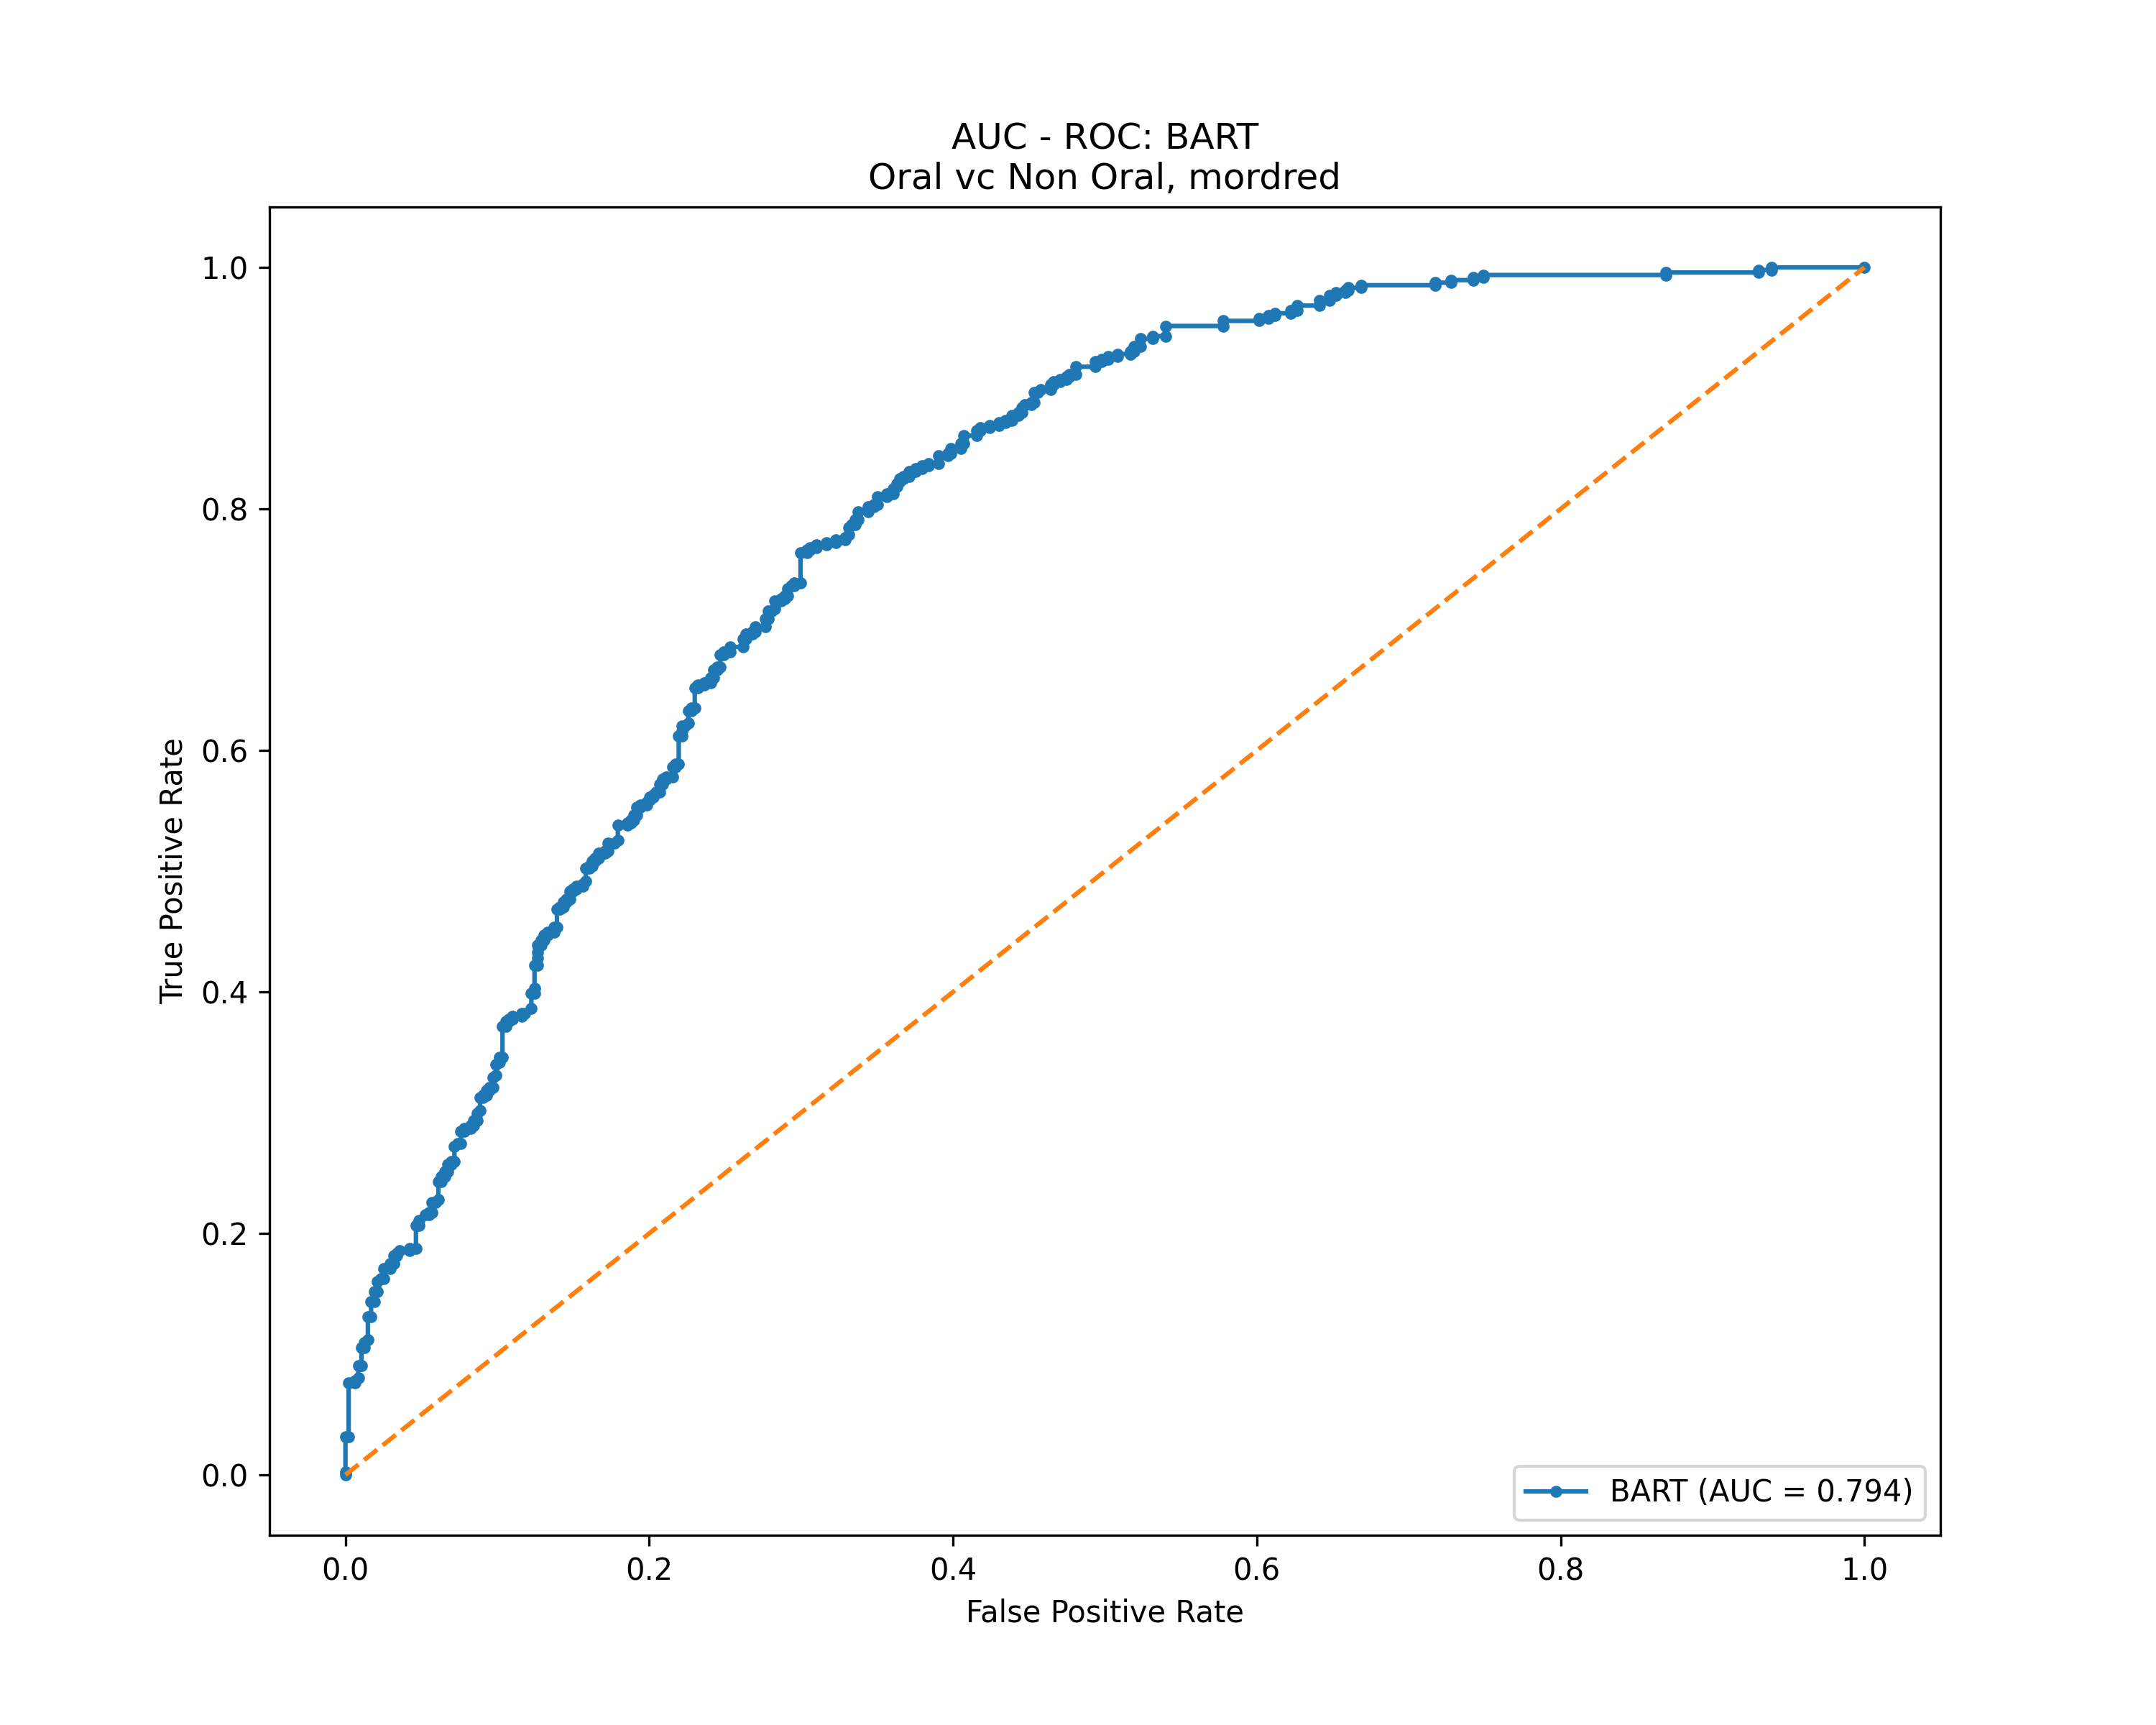 AUC - ROC: BART
Oral vc Non Oral, mordred
True Positive Rate
1.0
0.8
0.6
0.4
0.2
0.0
BART (AUC = 0.794)
0.0 0.2 0.4 0.6 0.8 1.0
False Positive Rate